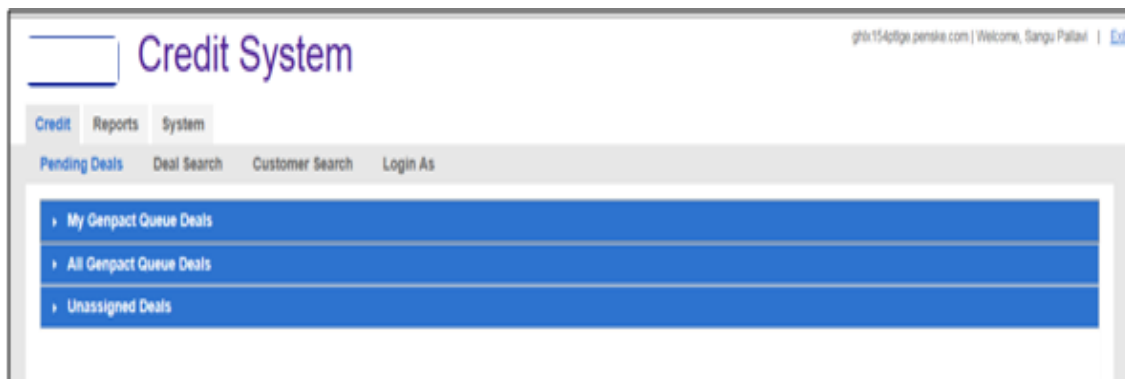 Credit System
ghlx154ptlge.penske.com | Welcome, Sangu Pallavi |
Credit Reports System
Pending Deals Deal Search Customer Search Login As
My Genpact Queue Deals
All Genpact Queue Deals
Unassigned Deals